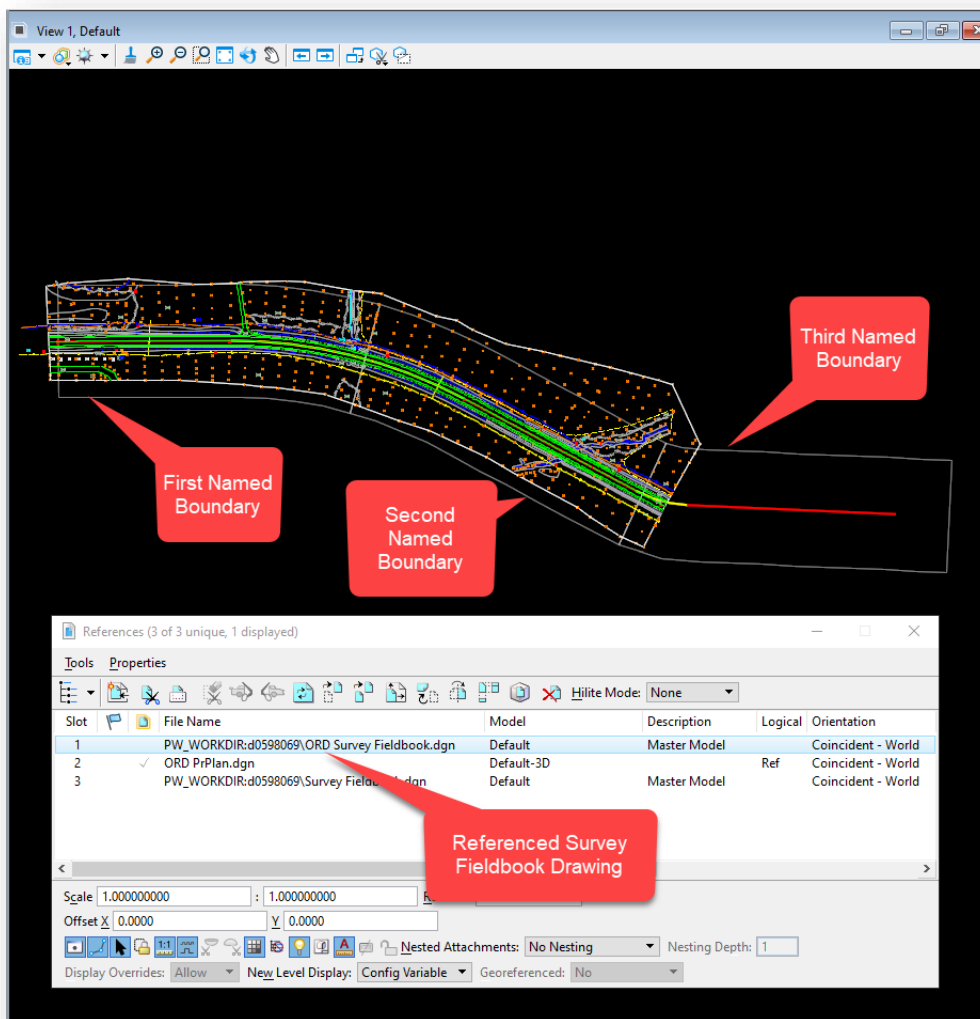 View 1, Default
Third Named
Boundary
First Named
Boundary
Second
Named
Boundary
References (3 of 3 unique, 1 displayed)
Tools Properties
1:1
Hilite Mode: None
Slot File Name Model Description Logical Orientation
1 PW_WORKDIR:d0598069\ORD Survey Fieldbook.dgn Default Master Model Coincident - World
2 ORD PrPlan.dgn Default-3D Ref
3 PW_WORKDIR:d0598069\Survey Default Master Model Coincident - World
Referenced Survey
Fieldbook Drawing
Scale 1.000000000 : 1.000000000
Offset X 0.0000 Y 0.0000
Nested Attachments: No Nesting Nesting Depth: 1
Display Overrides: Allow New Level Display: Config Variable Georeferenced: No